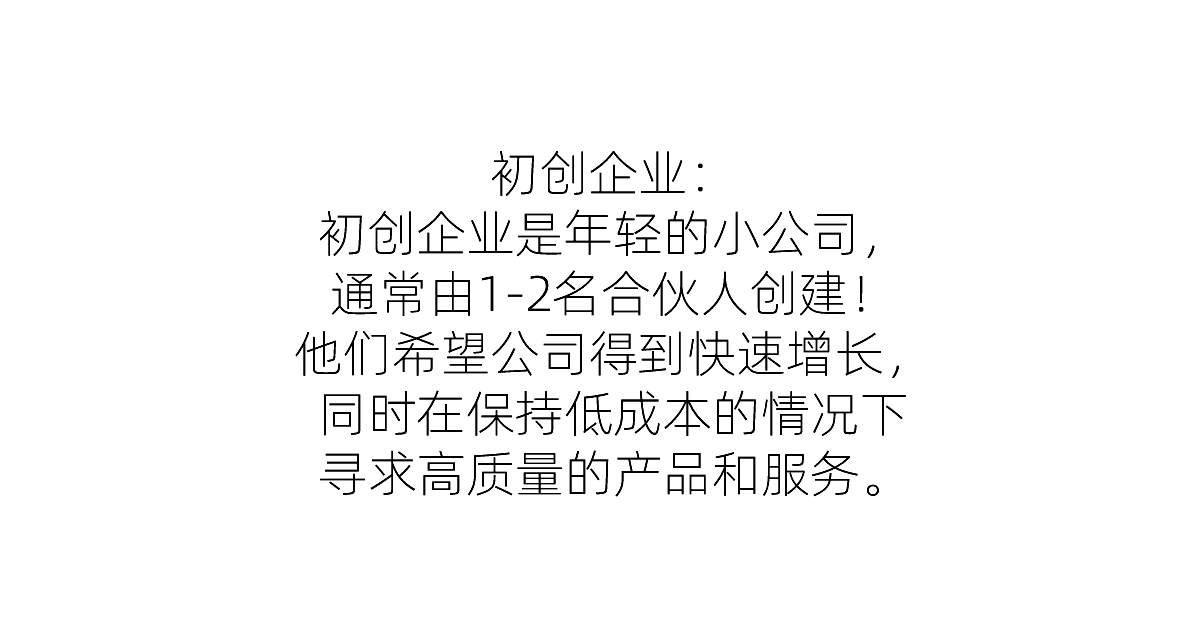 初创企业：
初创企业是年轻的小公司，
通常由1-2名合伙人创建！
他们希望公司得到快速增长，
同时在保持低成本的情况下
寻求高质量的产品和服务。